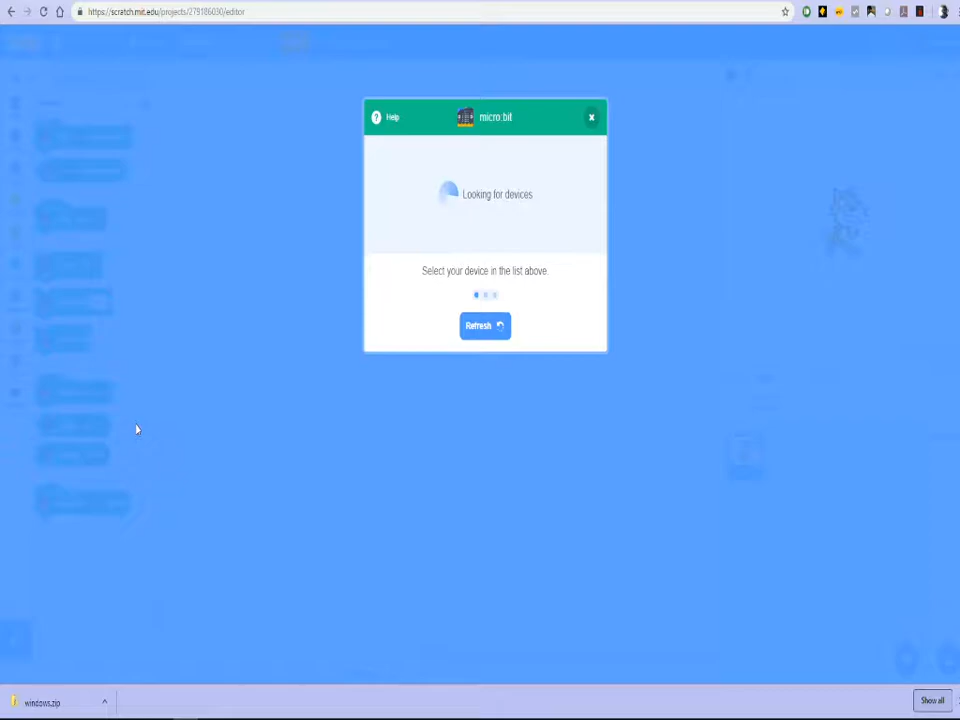 https://scratch.mit.edu/projects/279186030/editor
? Help
micro:bit
Looking for devices
Select your device in the list above.
Refresh
windows.zip
Show all